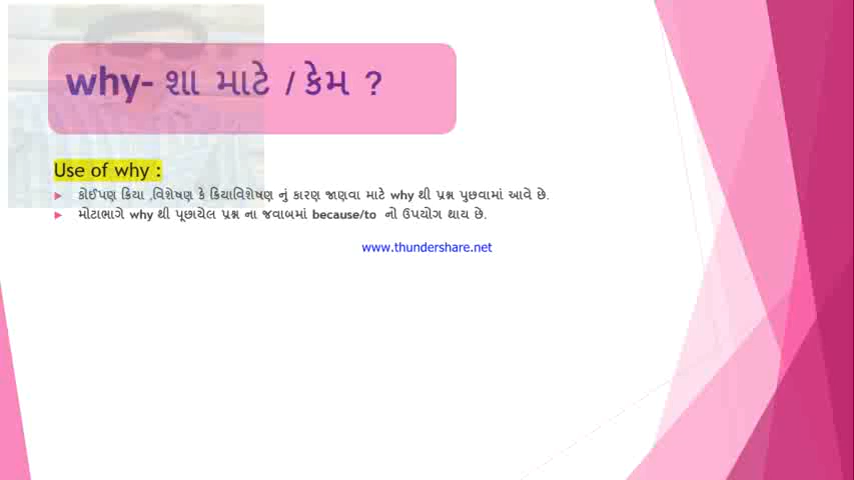 why- શા માટે / કેમ ?
Use of why :
કોઈપણ ક્રિયા ,વિશેષણ કે ક્રિયાવિશેષણ નું કારણ જાણવા માટે why થી પ્રશ્ન પુછવામાં આવે છે.
મોટાભાગે why થી પૂછાયેલ પ્રશ્ન ના જવાબમાં because/to નો ઉપયોગ થાય છે.
www.thundershare.net